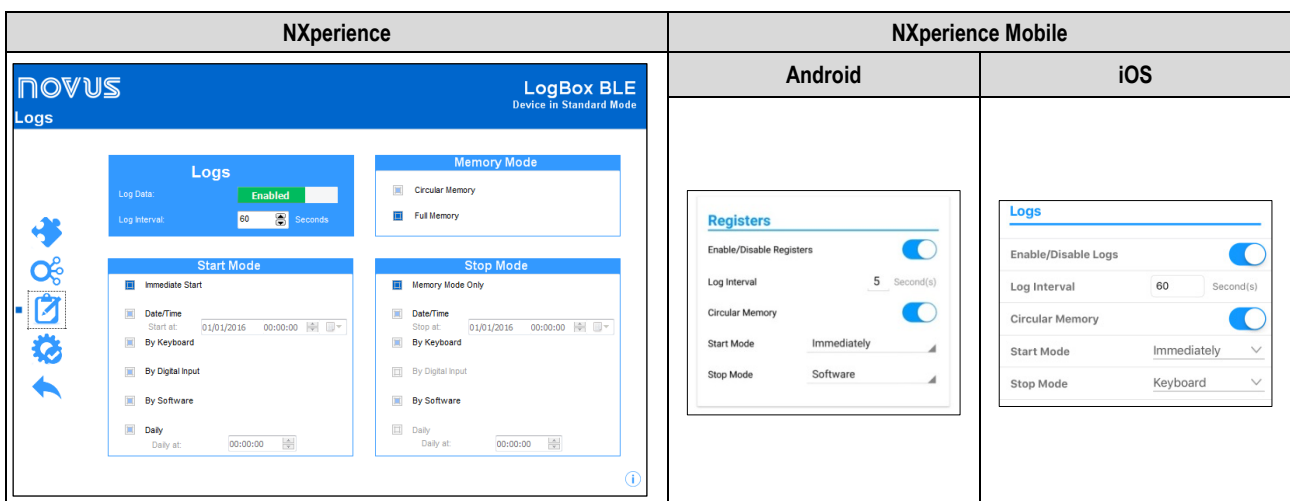 NXperience
NXperience Mobile
Android
iOS
NOVUS
LogBox BLE
Device in Standard Mode
Logs
Logs
Log Data:
Enabled
Log Interval:
60
Seconds
Memory Mode
Circular Memory
Full Memory
Start Mode
Immediate Start
Date/Time
Start at:
01/01/2016 00:00:00
By Keyboard
By Digital Input
By Software
Daily
Daily at:
00:00:00
Stop Mode
Memory Mode Only
Date/Time
Stop at:
01/01/2016 00:00:00
By Keyboard
By Digital Input
By Software
Daily
Daily at:
00:00:00
i
Registers
Enable/Disable Registers
Log Interval 5 Second(s)
Circular Memory
Start Mode Immediately
Stop Mode Software
Logs
Enable/Disable Logs
Log Interval 60 Second(s)
Circular Memory
Start Mode Immediately
Stop Mode Keyboard